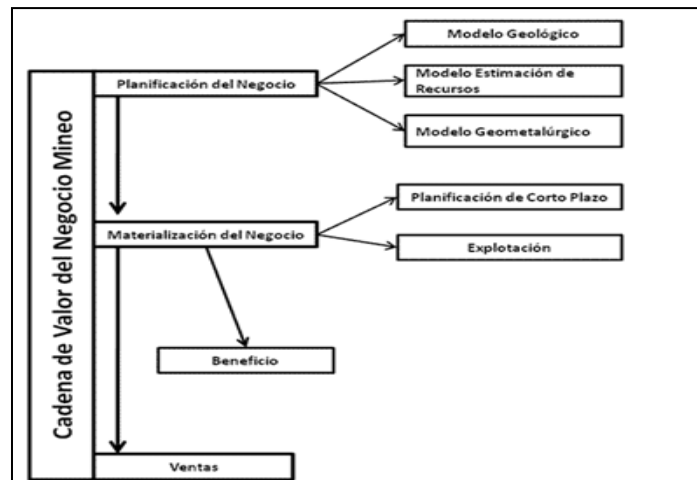 Cadena de Valor del Negocio Mineo
Planificación del Negocio
Modelo Geológico
Modelo Estimación de
Recursos
Modelo Geometalúrgico
Materialización del Negocio
Planificación de Corto Plazo
Explotación
Beneficio
Ventas